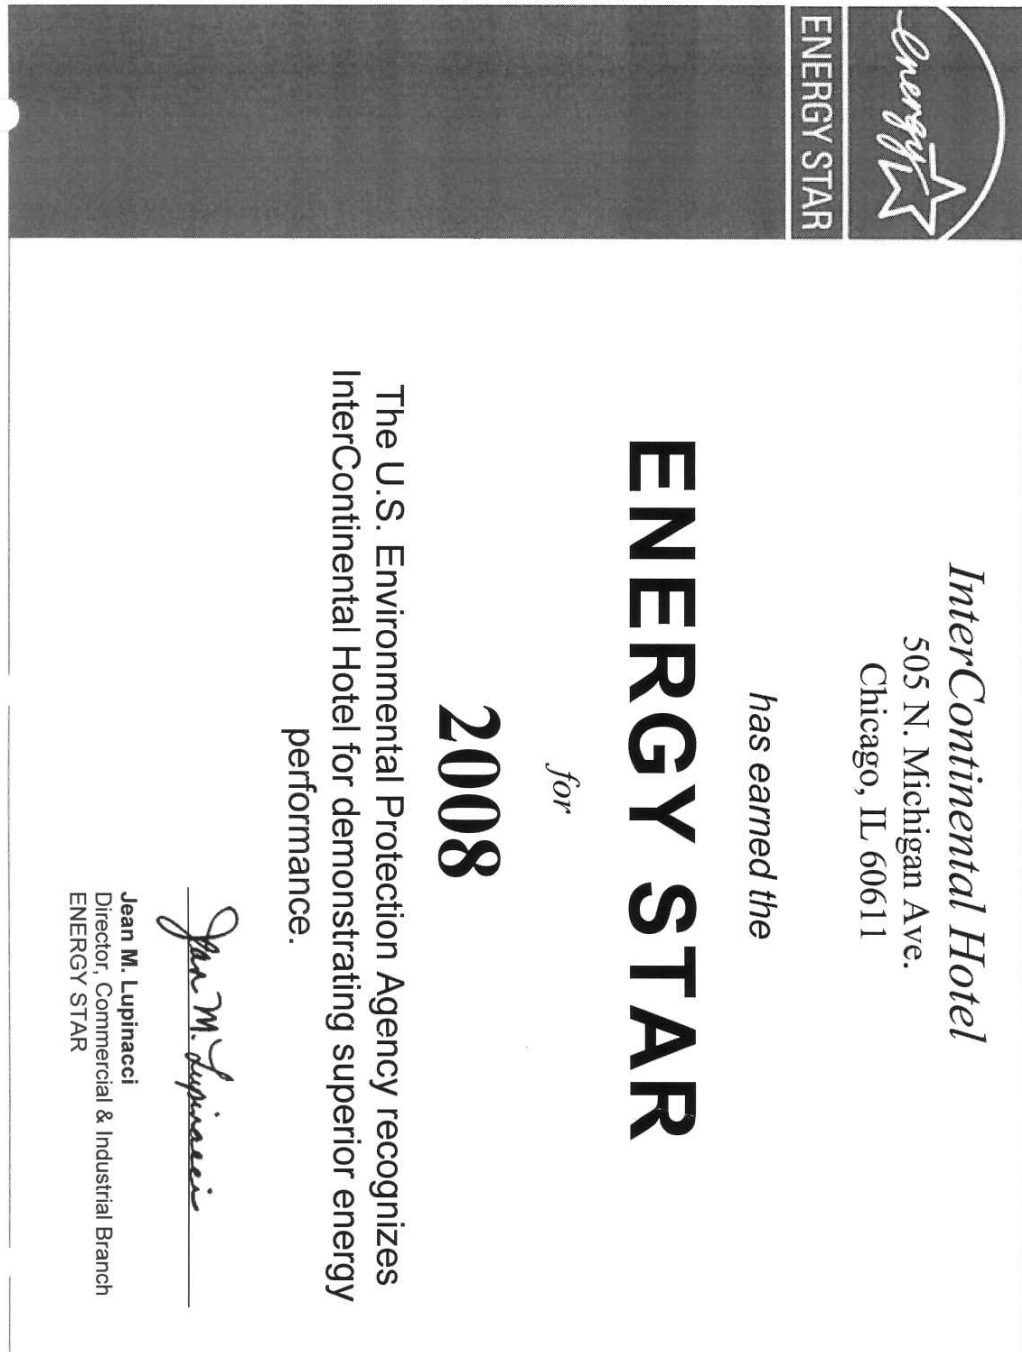 energy
ENERGY STAR
InterContinental Hotel
505 N. Michigan Ave.
Chicago, IL 60611
has earned the
ENERGY STAR
for
2008
The U.S. Environmental Protection Agency recognizes
InterContinental Hotel for demonstrating superior energy
performance.
Jean M. Lupinacci
Jean M. Lupinacci
Director, Commercial & Industrial Branch
ENERGY STAR